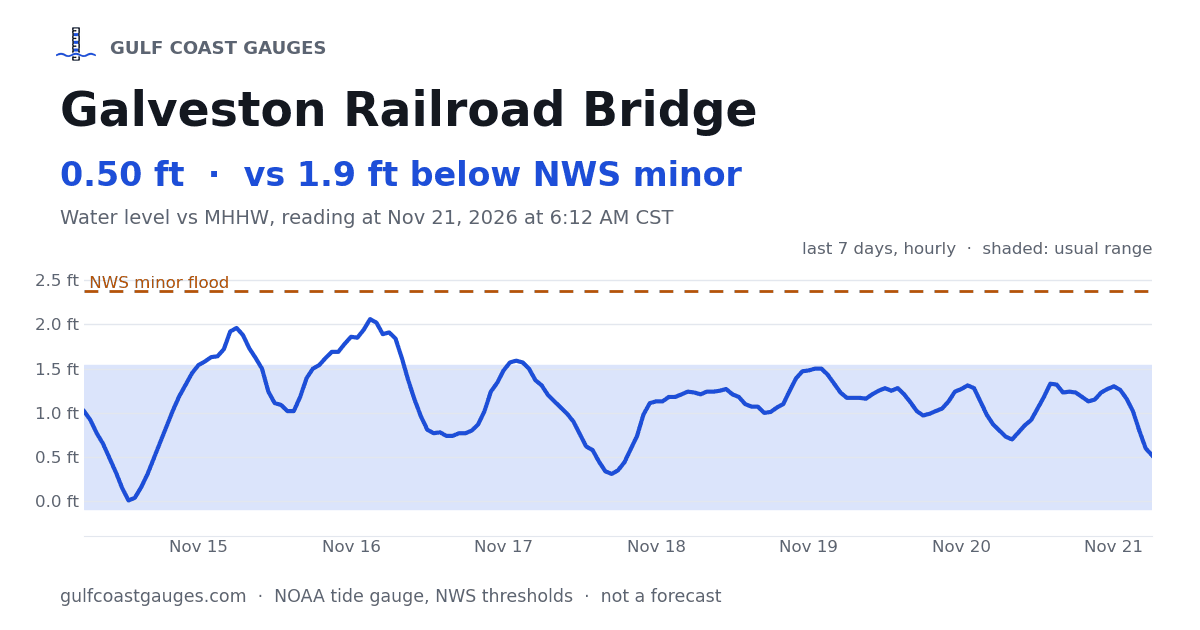 GULF COAST GAUGES
Galveston Railroad Bridge
0.50 ft · vs 1.9 ft below NWS minor
Water level vs MHHW, reading at Nov 21, 2026 at 6:12 AM CST
last 7 days, hourly · shaded: usual range
2.5 ft
NWS minor flood
2.0 ft
1.5 ft
1.0 ft
0.5 ft
0.0 ft
Nov 15 Nov 16 Nov 17 Nov 18 Nov 19 Nov 20 Nov 21
gulfcoastgauges.com · NOAA tide gauge, NWS thresholds · not a forecast